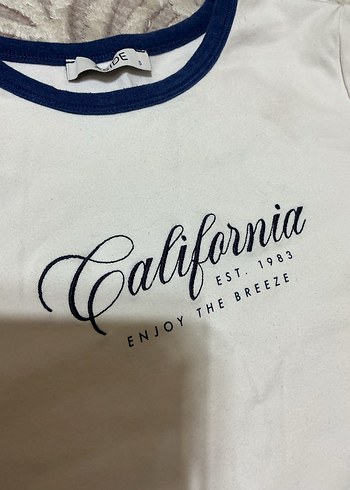 California
EST. 1983
ENJOY THE BREEZE